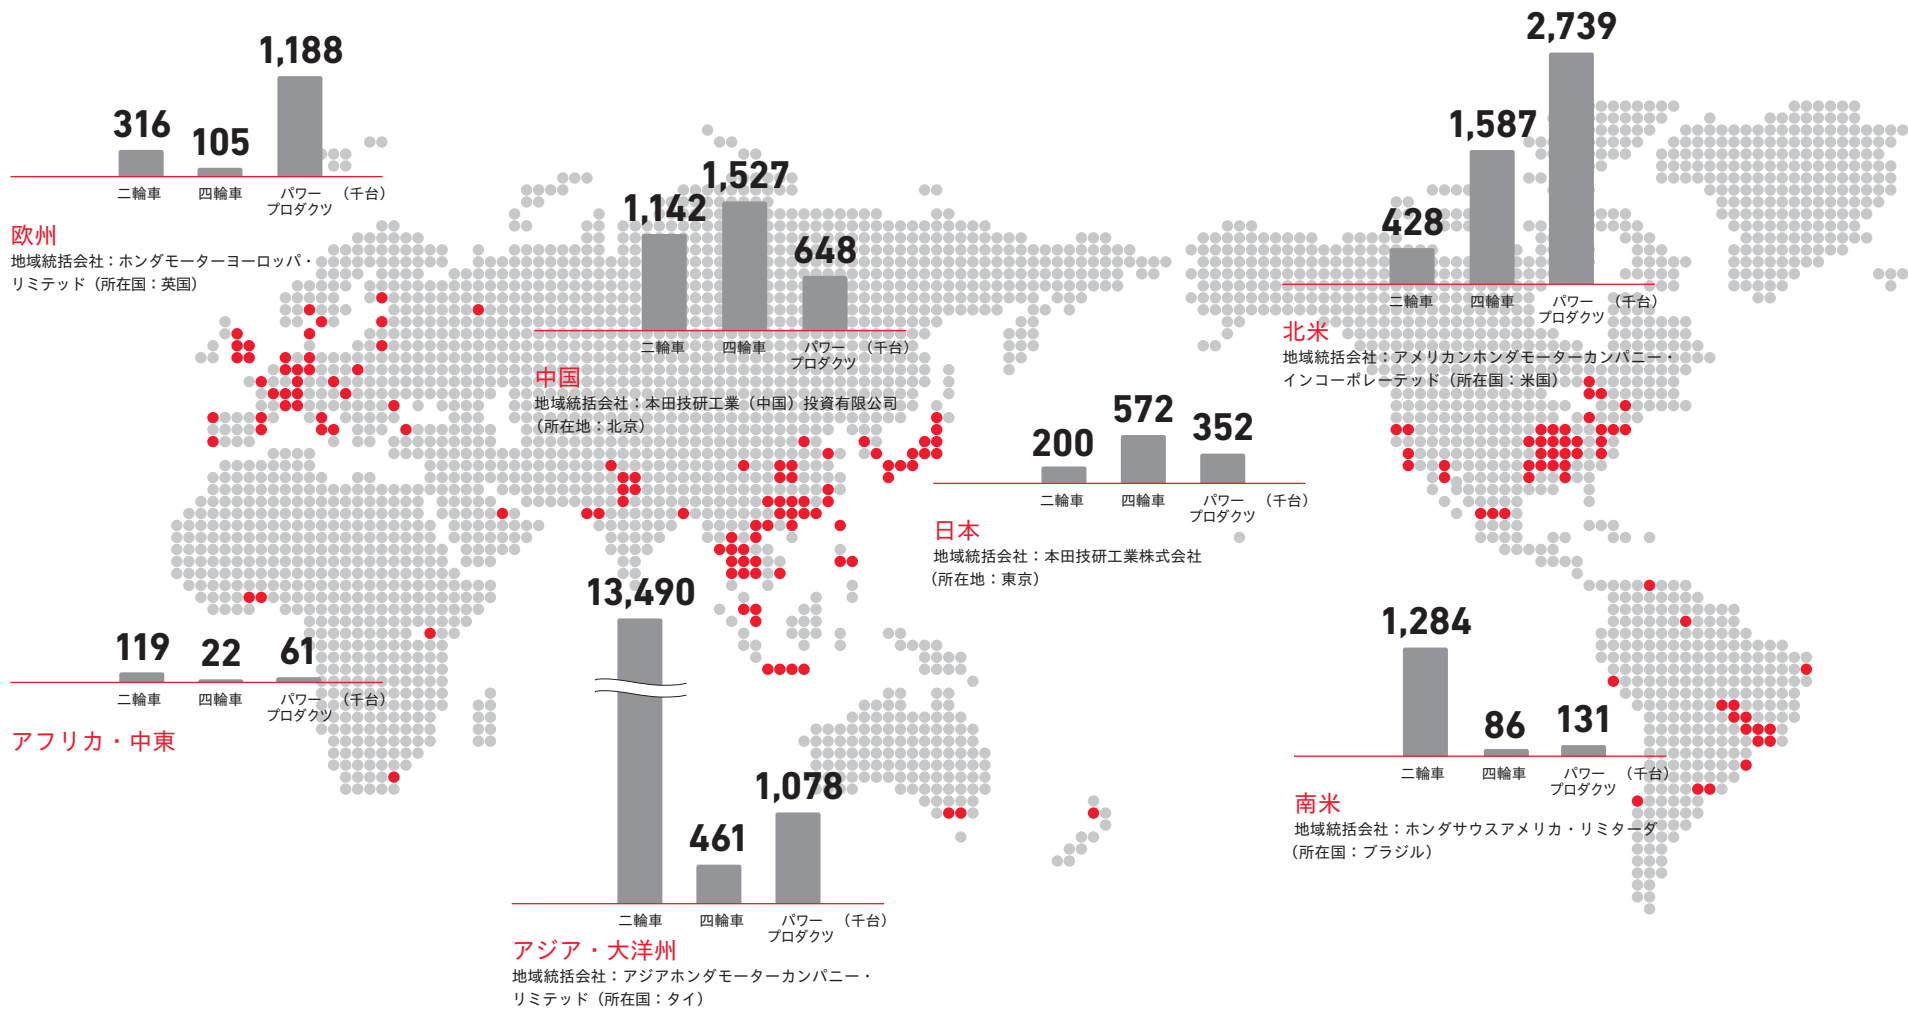 1,188
316
105
二輪車
四輪車
パワー
プロダクツ
（千台）
欧州
地域統括会社：ホンダモーターヨーロッパ・
リミテッド（所在国：英国）
1,142
1,527
648
二輪車
四輪車
パワー
プロダクツ
（千台）
中国
地域統括会社：本田技研工業（中国）投資有限公司
（所在地：北京）
2,739
1,587
428
二輪車
四輪車
パワー
プロダクツ
（千台）
北米
地域統括会社：アメリカンホンダモーターカンパニー・
インコーポレーテッド（所在国：米国）
200
572
352
二輪車
四輪車
パワー
プロダクツ
（千台）
日本
地域統括会社：本田技研工業株式会社
（所在地：東京）
119
22
61
二輪車
四輪車
パワー
プロダクツ
（千台）
アフリカ・中東
13,490
461
1,078
二輪車
四輪車
パワー
プロダクツ
（千台）
アジア・大洋州
地域統括会社：アジアホンダモーターカンパニー・
リミテッド（所在国：タイ）
1,284
86
131
二輪車
四輪車
パワー
プロダクツ
（千台）
南米
地域統括会社：ホンダサウスアメリカ・リミターダ
（所在国：ブラジル）